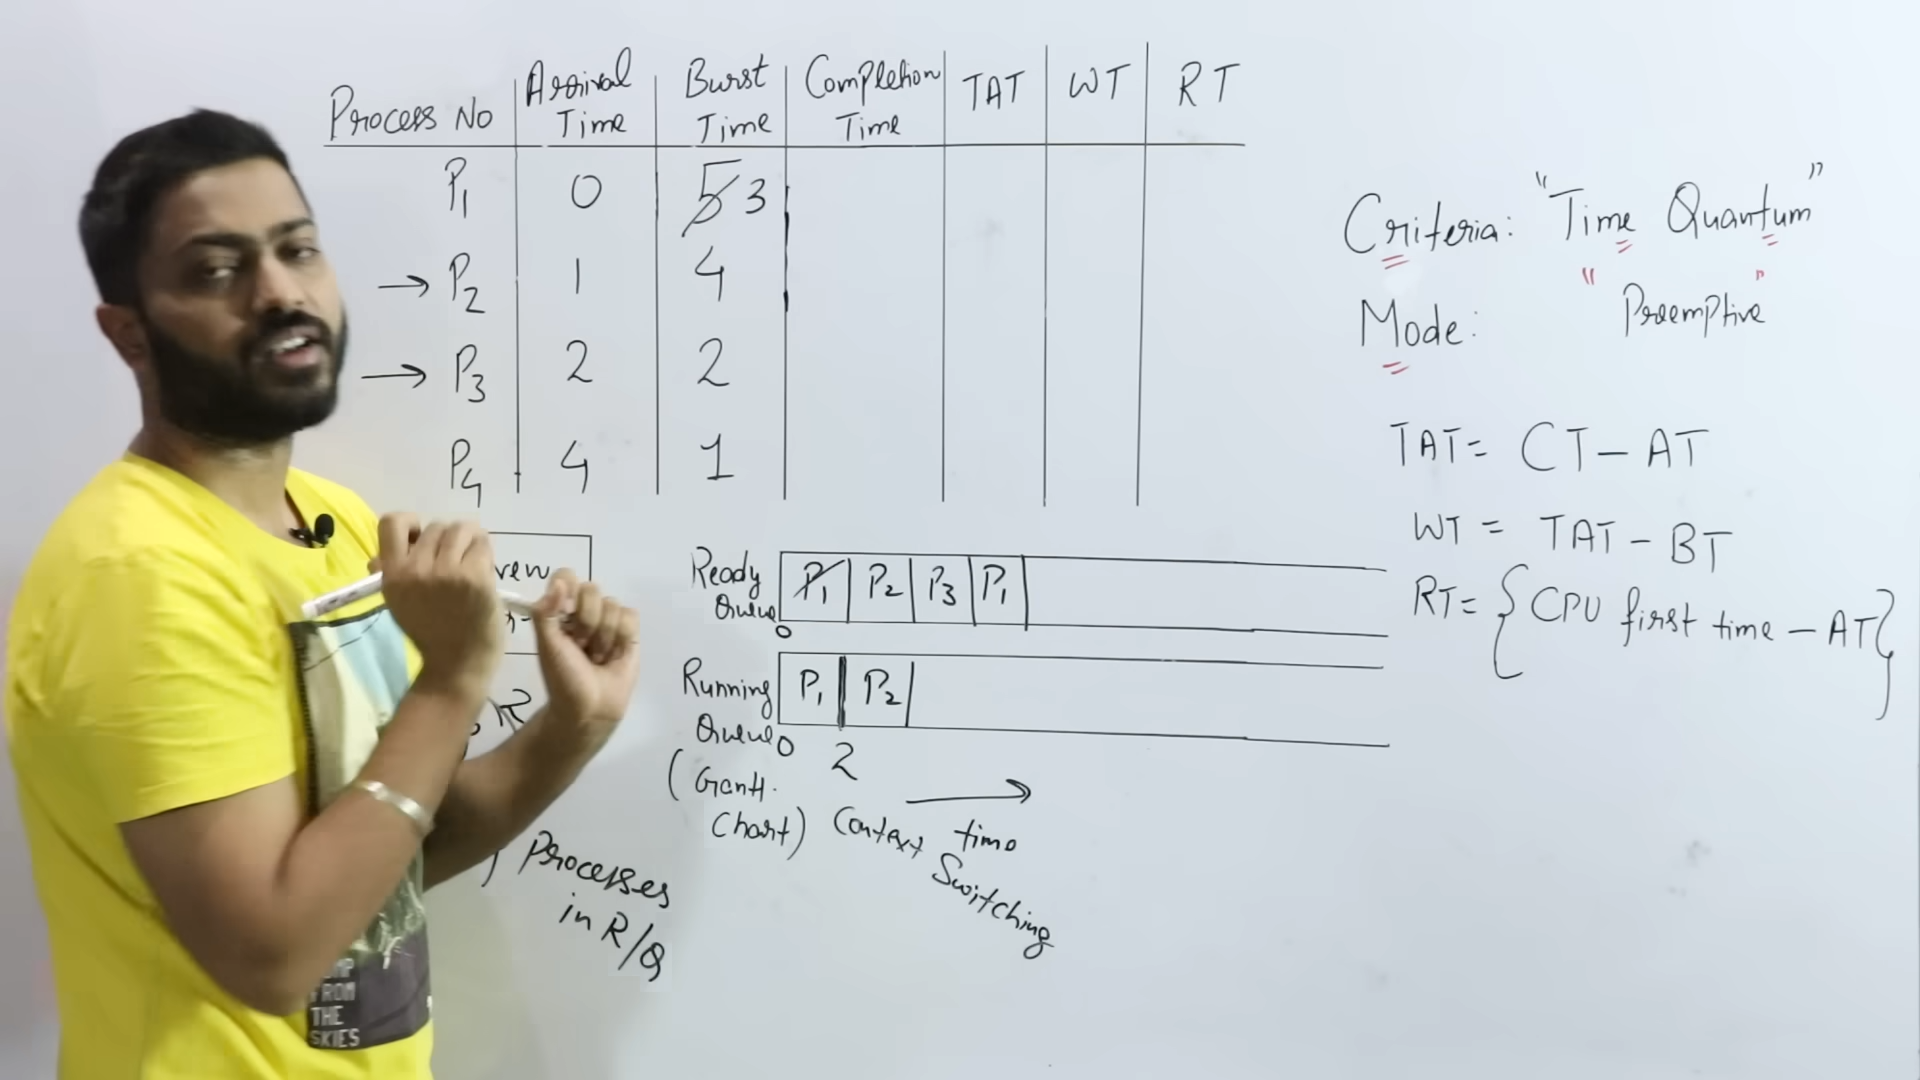 Process No | Arrival Time | Burst Time | Completion Time | TAT | WT | RT
P1 | 0 | 5 3
→ P2 | 1 | 4
→ P3 | 2 | 2
P4 | 4 | 1
Criteria: "Time Quantum"
Mode: "Preemptive"
TAT = CT - AT
WT = TAT - BT
RT = {CPU first time - AT}
Ready Queue P1 P2 P3 P1
0
Running Queue P1 P2
0 2
(Gantt. Chart)
Context Switching
→ time
Processes
in R/Q
FROM
THE
SKIES